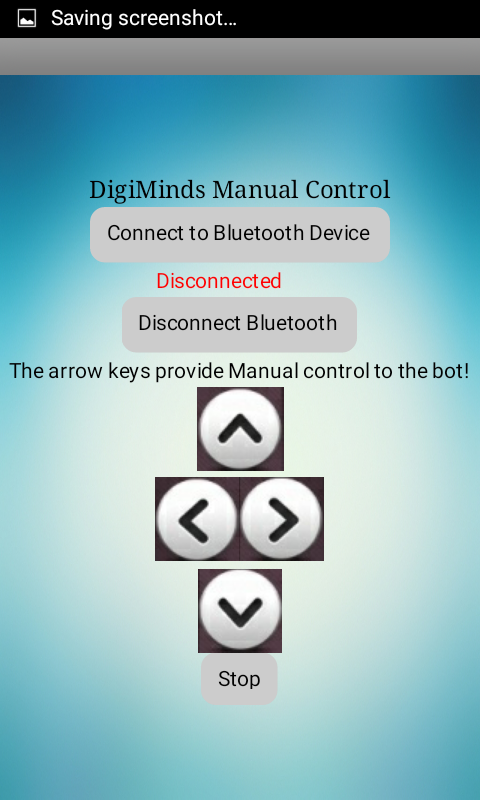 Saving screenshot...
DigiMinds Manual Control
Connect to Bluetooth Device
Disconnected
Disconnect Bluetooth
The arrow keys provide Manual control to the bot!
Stop